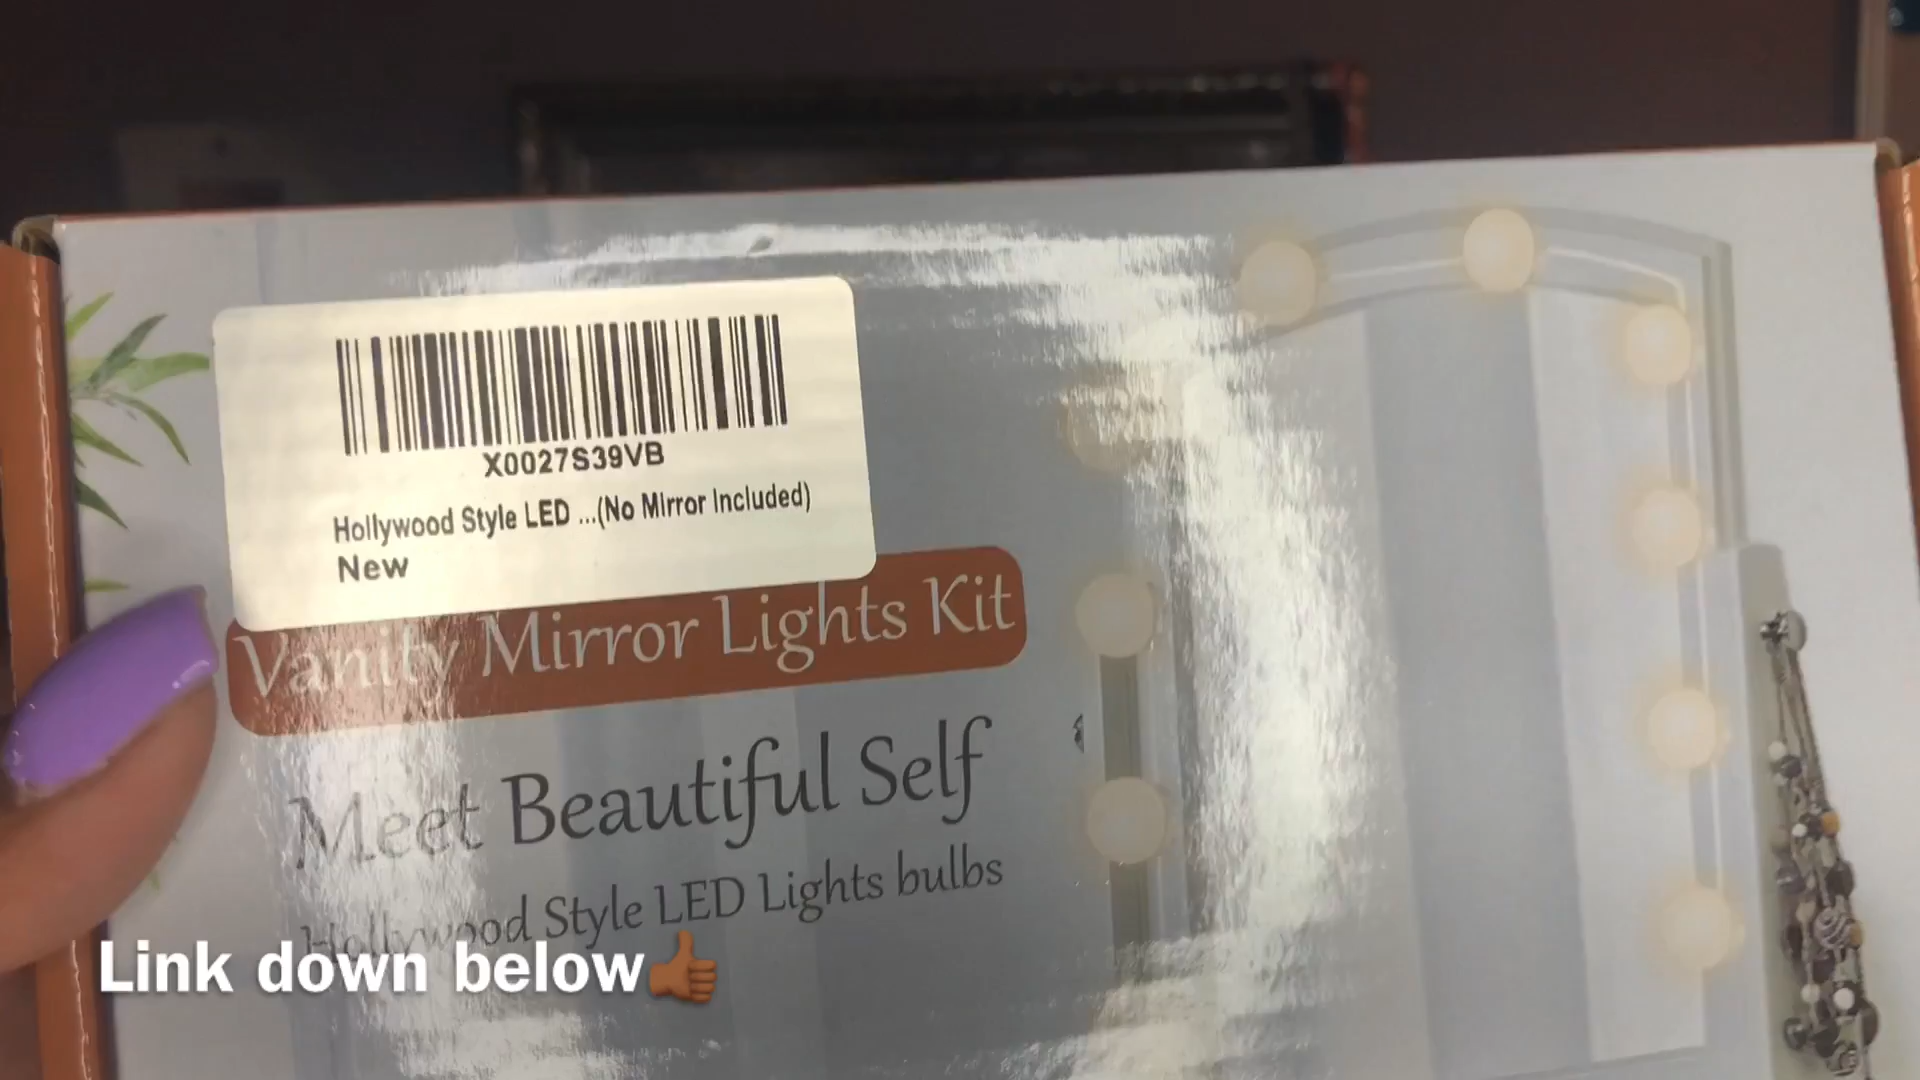 X0027S39VB
Hollywood Style LED ...(No Mirror Included)
New
Vanity Mirror Lights Kit
Meet Beautiful Self
Hollywood Style LED Lights bulbs
Link down below👍🏾